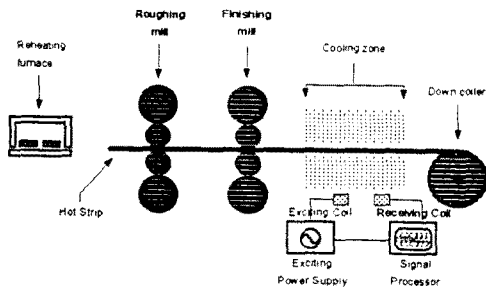 Roughing
mill
Finishing
mill
Reheating
furnace
Cooling zone
Down coiler
Hot Strip
Exciting Coil
Receiving Coil
Exciting
Power Supply
Signal
Processor